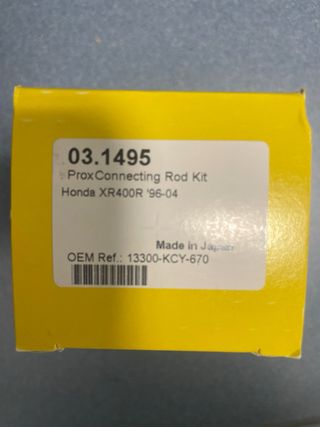 03.1495
ProxConnecting Rod Kit
Honda XR400R '96-04
Made in Japan
OEM Ref.: 13300-KCY-670